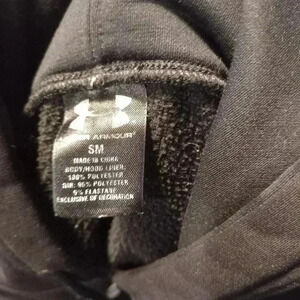 ARMOUR
SM
MADE IN CHINA
BODY/HOOD LINER:
100% POLYESTER
RIB: 95% POLYESTER
5% ELASTANE
EXCLUSIVE OF DECORATION